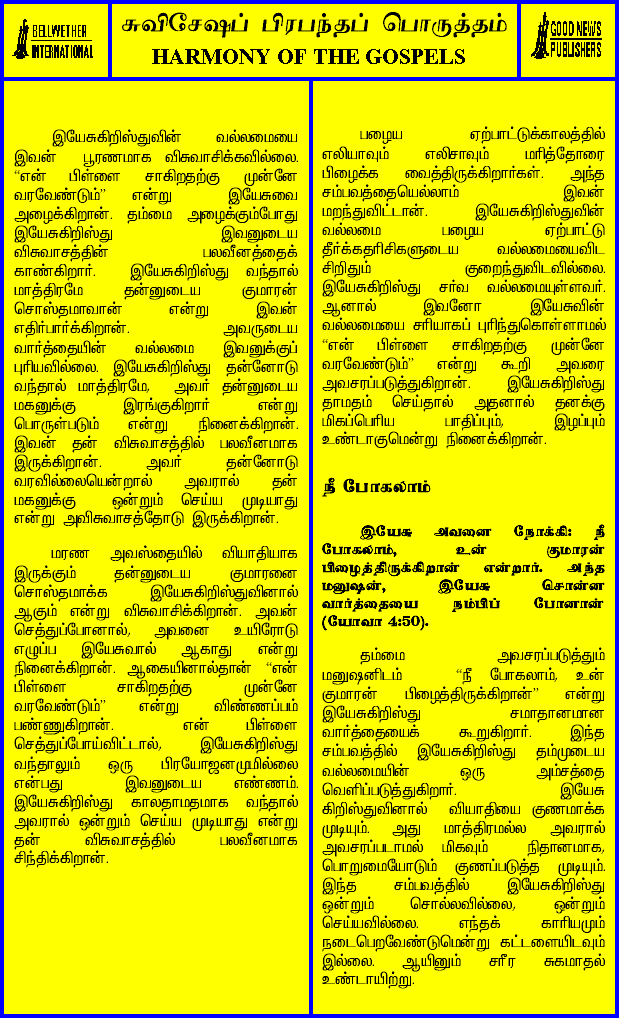 BELLWETHER
INTERNATIONAL
சுவிசேஷப் பிரபந்தப் பொருத்தம்
HARMONY OF THE GOSPELS
GOOD NEWS
PUBLISHERS
இயேசுகிறிஸ்துவின் வல்லமையை
இவன் பூரணமாக விசுவாசிக்கவில்லை.
“என் பிள்ளை சாகிறதற்கு முன்னே
வரவேண்டும்” என்று இயேசுவை
அழைக்கிறான். தம்மை அழைக்கும்போது
இயேசுகிறிஸ்து இவனுடைய
விசுவாசத்தின் பலவீனத்தைக்
காண்கிறார். இயேசுகிறிஸ்து வந்தால்
மாத்திரமே தன்னுடைய குமாரன்
சொஸ்தமாவான் என்று இவன்
எதிர்பார்க்கிறான். அவருடைய
வார்த்தையின் வல்லமை இவனுக்குப்
புரியவில்லை. இயேசுகிறிஸ்து தன்னோடு
வந்தால் மாத்திரமே, அவர் தன்னுடைய
மகனுக்கு இரங்குகிறார் என்று
பொருள்படும் என்று நினைக்கிறான்.
இவன் தன் விசுவாசத்தில் பலவீனமாக
இருக்கிறான். அவர் தன்னோடு
வரவில்லையென்றால் அவரால் தன்
மகனுக்கு ஒன்றும் செய்ய முடியாது
என்று அவிசுவாசத்தோடு இருக்கிறான்.
மரண அவஸ்தையில் வியாதியாக
இருக்கும் தன்னுடைய குமாரனை
சொஸ்தமாக்க இயேசுகிறிஸ்துவினால்
ஆகும் என்று விசுவாசிக்கிறான். அவன்
செத்துப்போனால், அவனை உயிரோடு
எழுப்ப இயேசுவால் ஆகாது என்று
நினைக்கிறான். ஆகையினால்தான் “என்
பிள்ளை சாகிறதற்கு முன்னே
வரவேண்டும்” என்று விண்ணப்பம்
பண்ணுகிறான். என் பிள்ளை
செத்துப்போய்விட்டால், இயேசுகிறிஸ்து
வந்தாலும் ஒரு பிரயோஜனமுமில்லை
என்பது இவனுடைய எண்ணம்.
இயேசுகிறிஸ்து காலதாமதமாக வந்தால்
அவரால் ஒன்றும் செய்ய முடியாது என்று
தன் விசுவாசத்தில் பலவீனமாக
சிந்திக்கிறான்.
பழைய ஏற்பாட்டுக்காலத்தில்
எலியாவும் எலிசாவும் மரித்தோரை
பிழைக்க வைத்திருக்கிறார்கள். அந்த
சம்பவத்தையெல்லாம் இவன்
மறந்துவிட்டான். இயேசுகிறிஸ்துவின்
வல்லமை பழைய ஏற்பாட்டு
தீர்க்கதரிசிகளுடைய வல்லமையைவிட
சிறிதும் குறைந்துவிடவில்லை.
இயேசுகிறிஸ்து சர்வ வல்லமையுள்ளவர்.
ஆனால் இவனோ இயேசுவின்
வல்லமையை சரியாகப் புரிந்துகொள்ளாமல்
“என் பிள்ளை சாகிறதற்கு முன்னே
வரவேண்டும்” என்று கூறி அவரை
அவசரப்படுத்துகிறான். இயேசுகிறிஸ்து
தாமதம் செய்தால் அதனால் தனக்கு
மிகப்பெரிய பாதிப்பும், இழப்பும்
உண்டாகுமென்று நினைக்கிறான்.
நீ போகலாம்
இயேசு அவனை நோக்கி: நீ
போகலாம், உன் குமாரன்
பிழைத்திருக்கிறான் என்றார். அந்த
மனுஷன், இயேசு சொன்ன
வார்த்தையை நம்பிப் போனான்
(யோவா 4:50).
தம்மை அவசரப்படுத்தும்
மனுஷனிடம் “நீ போகலாம், உன்
குமாரன் பிழைத்திருக்கிறான்” என்று
இயேசுகிறிஸ்து சமாதானமான
வார்த்தையைக் கூறுகிறார். இந்த
சம்பவத்தில் இயேசுகிறிஸ்து தம்முடைய
வல்லமையின் ஒரு அம்சத்தை
வெளிப்படுத்துகிறார். இயேசு
கிறிஸ்துவினால் வியாதியை குணமாக்க
முடியும். அது மாத்திரமல்ல அவரால்
அவசரப்படாமல் மிகவும் நிதானமாக,
பொறுமையோடும் குணப்படுத்த முடியும்.
இந்த சம்பவத்தில் இயேசுகிறிஸ்து
ஒன்றும் சொல்லவில்லை, ஒன்றும்
செய்யவில்லை. எந்தக் காரியமும்
நடைபெறவேண்டுமென்று கட்டளையிடவும்
இல்லை. ஆயினும் சரீர சுகமாதல்
உண்டாயிற்று.